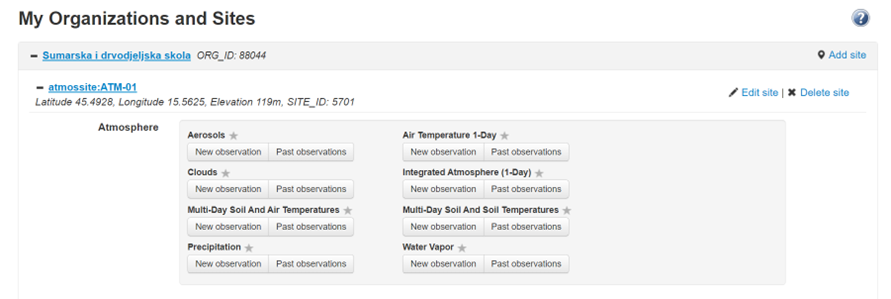 My Organizations and Sites
?
Sumarska i drvodjeljska skola ORG_ID: 88044 Add site
atmossite:ATM-01
Latitude 45.4928, Longitude 15.5625, Elevation 119m, SITE_ID: 5701 Edit site | Delete site
Atmosphere
Aerosols Air Temperature 1-Day
New observation Past observations New observation Past observations
Clouds Integrated Atmosphere (1-Day)
New observation Past observations New observation Past observations
Multi-Day Soil And Air Temperatures Multi-Day Soil And Soil Temperatures
New observation Past observations New observation Past observations
Precipitation Water Vapor
New observation Past observations New observation Past observations